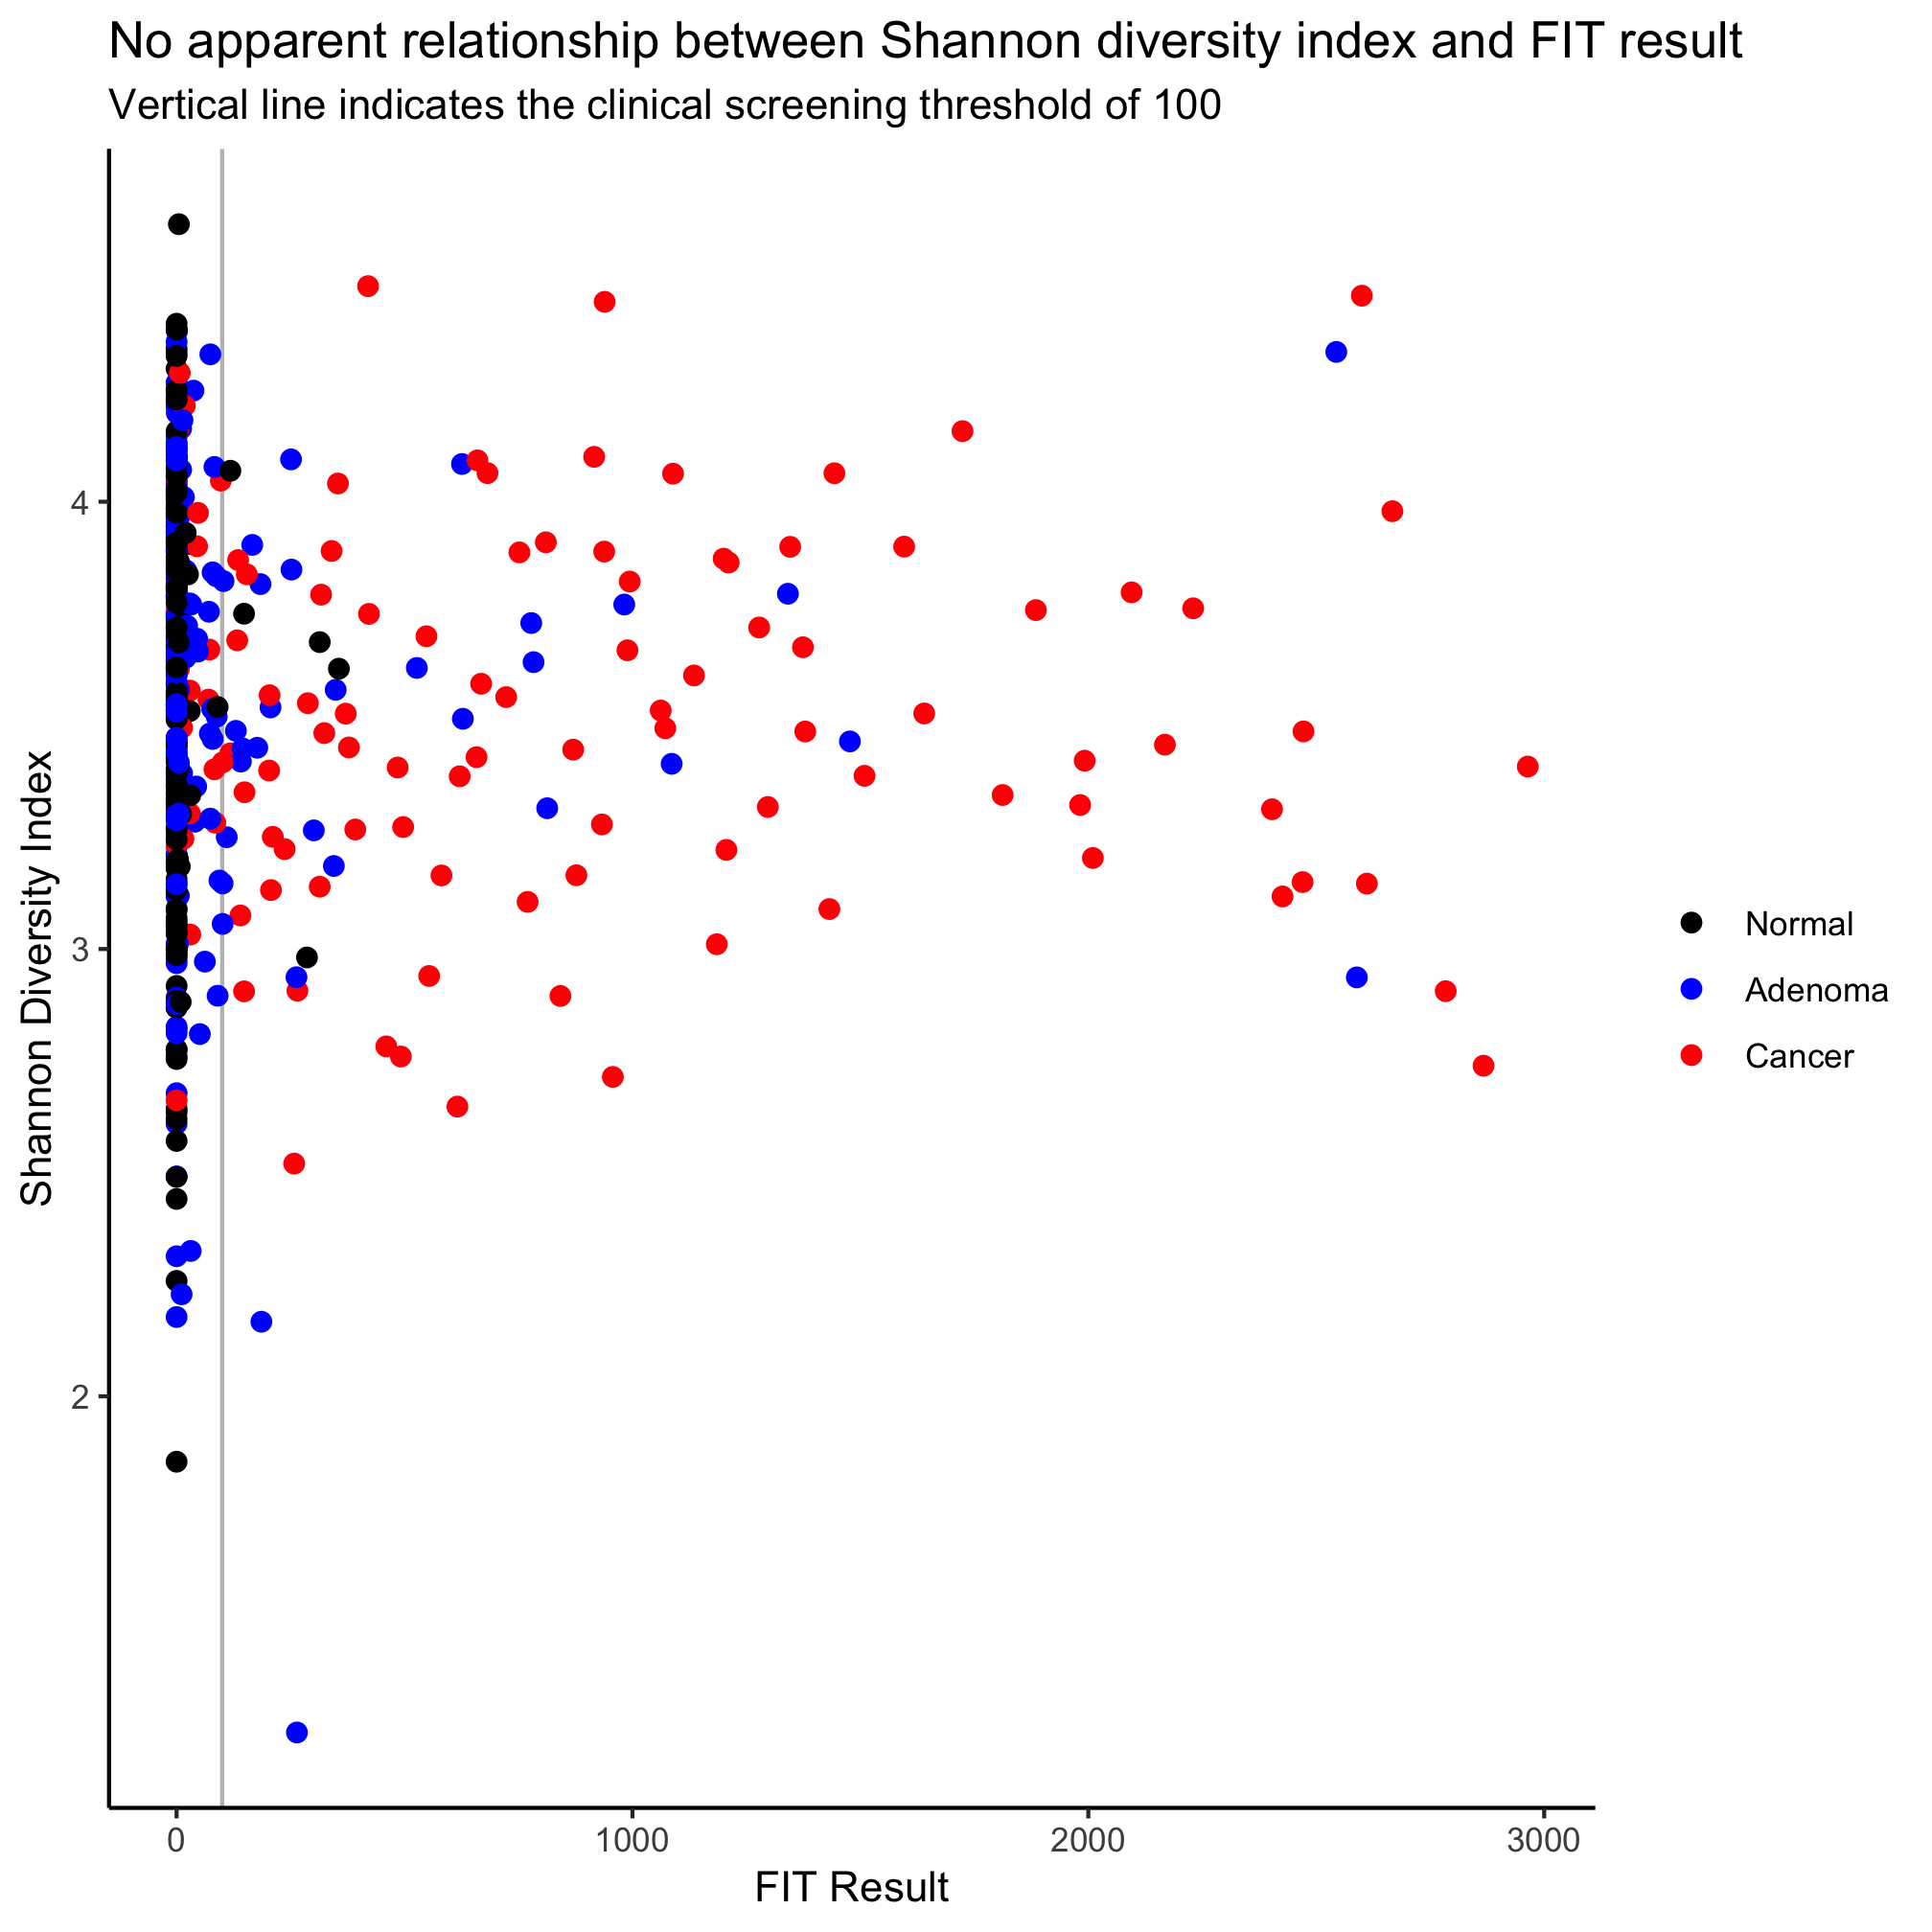 No apparent relationship between Shannon diversity index and FIT result
Vertical line indicates the clinical screening threshold of 100
Shannon Diversity Index
4
3
2
0
1000
2000
3000
FIT Result
Normal
Adenoma
Cancer